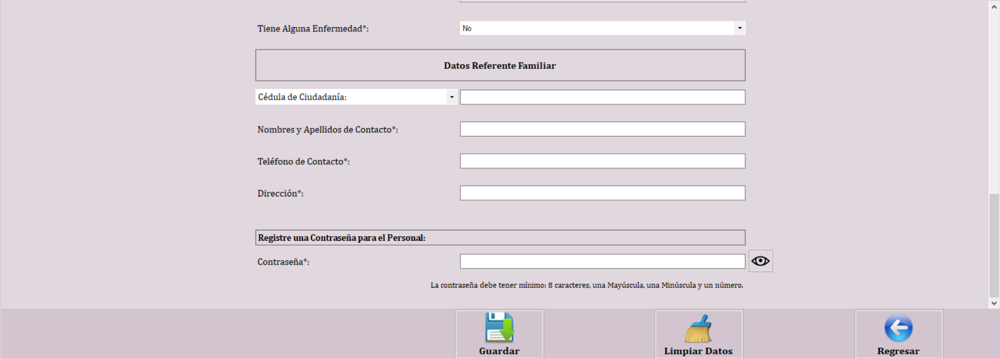 Tiene Alguna Enfermedad*: No
Datos Referente Familiar
Cédula de Ciudadanía:
Nombres y Apellidos de Contacto*:
Teléfono de Contacto*:
Dirección*:
Registre una Contraseña para el Personal:
Contraseña*:
La contraseña debe tener mínimo: 8 caracteres, una Mayúscula, una Minúscula y un número.
Guardar Limpiar Datos Regresar